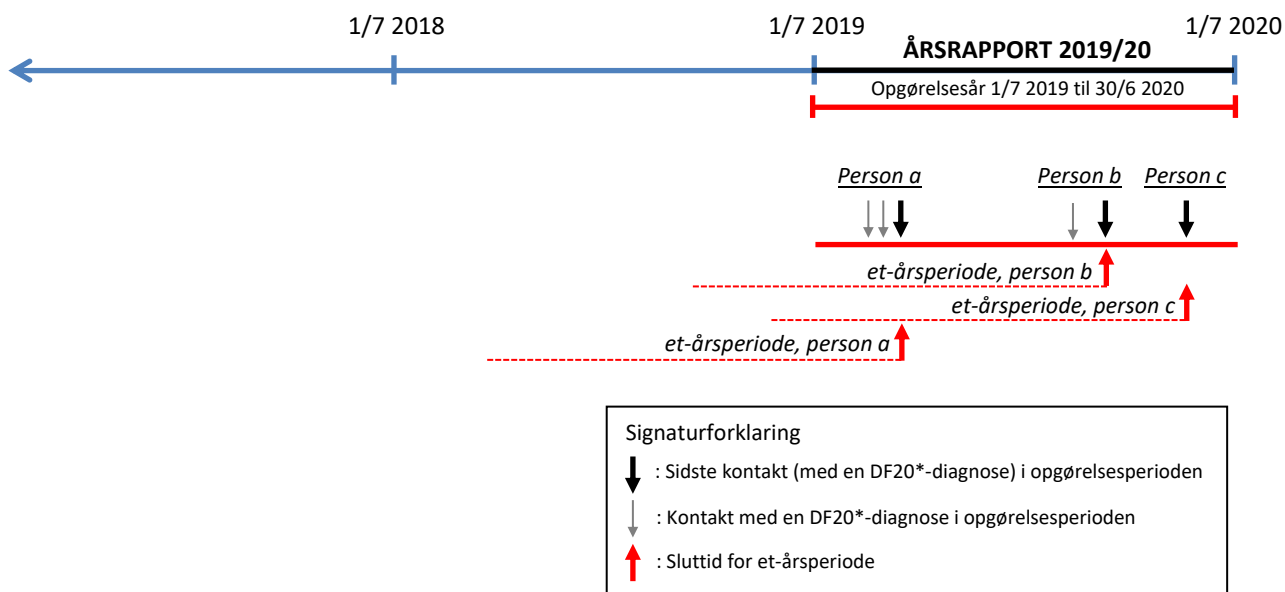 1/7 2018
1/7 2019
1/7 2020
ÅRSRAPPORT 2019/20
Opgørelsesår 1/7 2019 til 30/6 2020
Person a
Person b
Person c
et-årsperiode, person b
et-årsperiode, person c
et-årsperiode, person a
Signaturforklaring
: Sidste kontakt (med en DF20*-diagnose) i opgørelsesperioden
: Kontakt med en DF20*-diagnose i opgørelsesperioden
: Sluttid for et-årsperiode